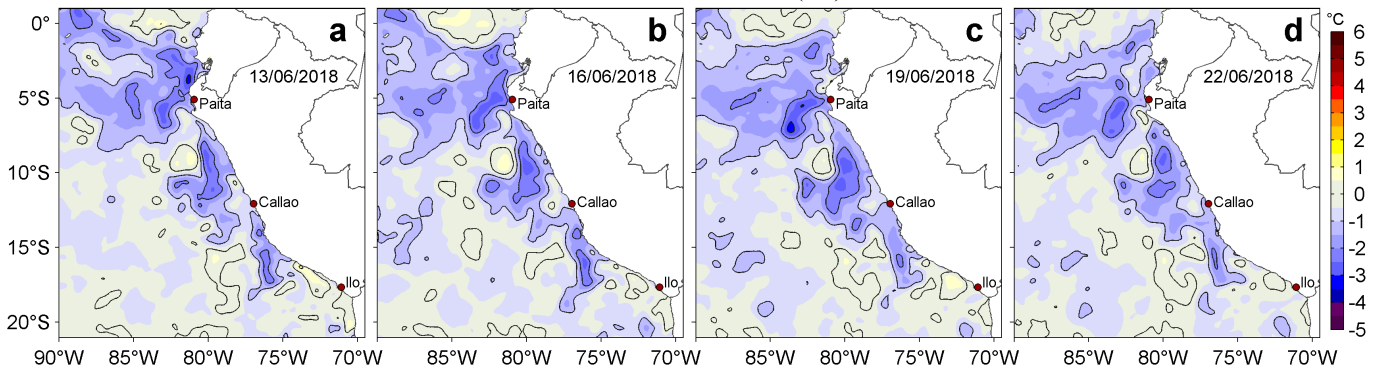 a
b
c
d
°C
13/06/2018
16/06/2018
19/06/2018
22/06/2018
0°
5°S
10°S
15°S
20°S
Paita
Callao
Ilo
Paita
Callao
Ilo
Paita
Callao
Ilo
Paita
Callao
Ilo
90°W
85°W
80°W
75°W
70°W
85°W
80°W
75°W
70°W
85°W
80°W
75°W
70°W
85°W
80°W
75°W
70°W
6
5
4
3
2
1
0
-1
-2
-3
-4
-5